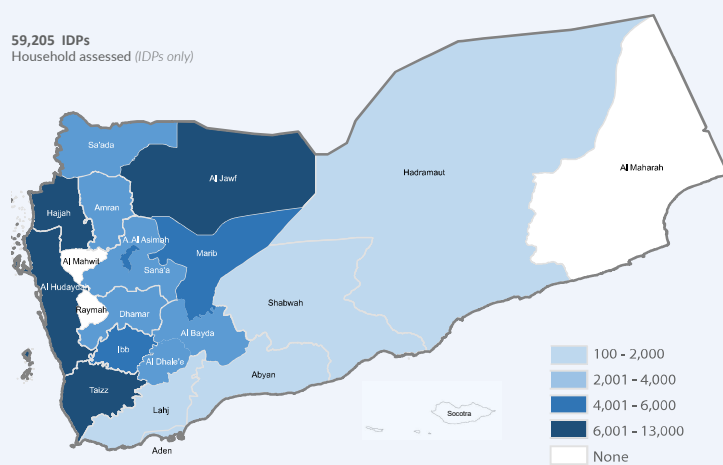 59,205 IDPs
Household assessed (IDPs only)
Sa'ada
Al Jawf
Hadramaut
Al Maharah
Hajjah
Amran
A. Al Asimah
Marib
Al Mahwil
Sana'a
Al Hudayda
Raymah
Dhamar
Shabwah
Al Bayda
Ibb
Al Dhale'e
Abyan
Taizz
Lahj
Socotra
Aden
100 - 2,000
2,001 - 4,000
4,001 - 6,000
6,001 - 13,000
None